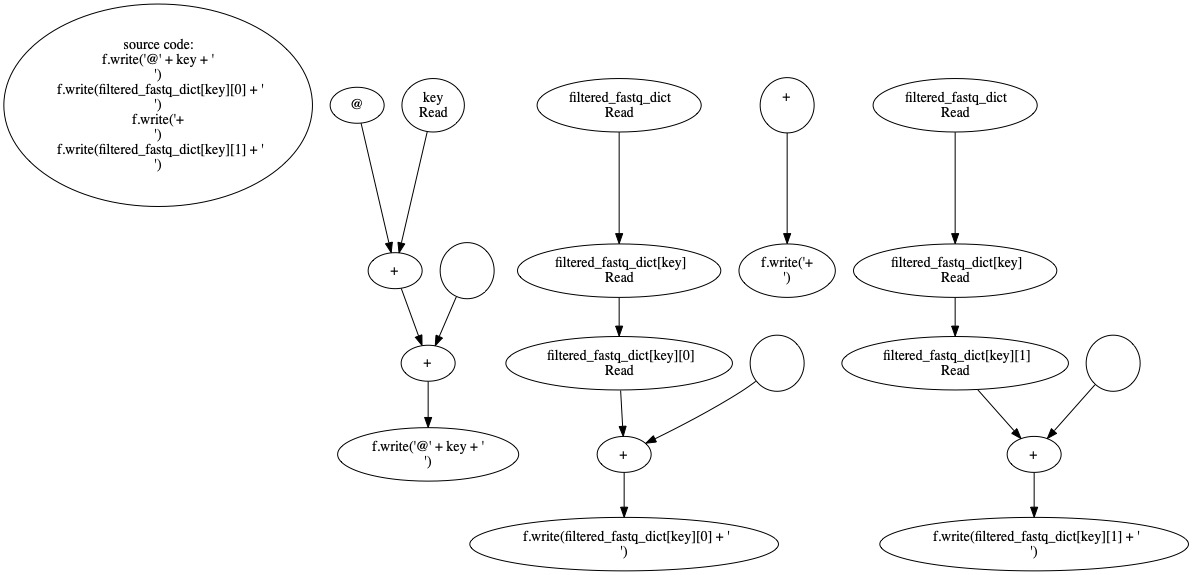 source code:
f.write('@' + key + '
')
f.write(filtered_fastq_dict[key][0] + '
')
f.write('+
')
f.write(filtered_fastq_dict[key][1] + '
')
@
key
Read
filtered_fastq_dict
Read
+
filtered_fastq_dict
Read
+
filtered_fastq_dict[key]
Read
f.write('+
')
filtered_fastq_dict[key]
Read
+
filtered_fastq_dict[key][0]
Read
filtered_fastq_dict[key][1]
Read
f.write('@' + key + '
')
+
+
f.write(filtered_fastq_dict[key][0] + '
')
f.write(filtered_fastq_dict[key][1] + '
')